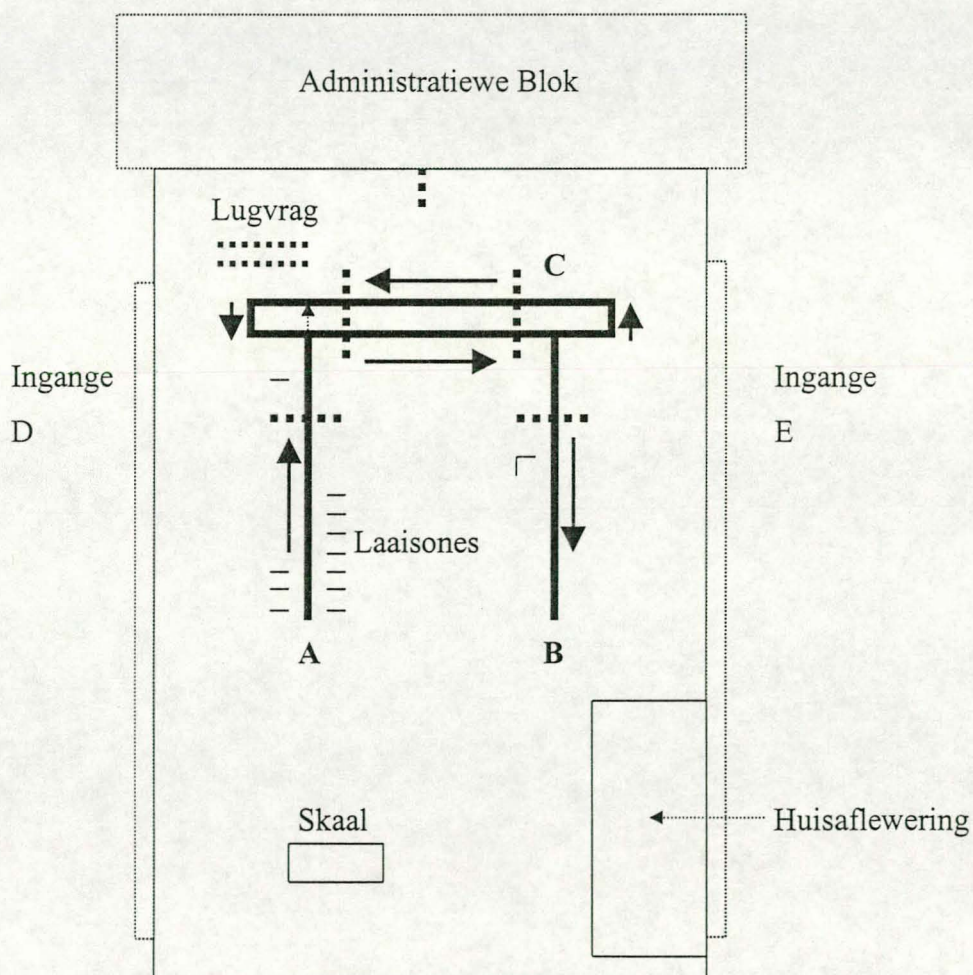 Administratiewe Blok
Lugvrag
C
Ingange
D
Ingange
E
Laaisones
A
B
Skaal
Huisaflewering